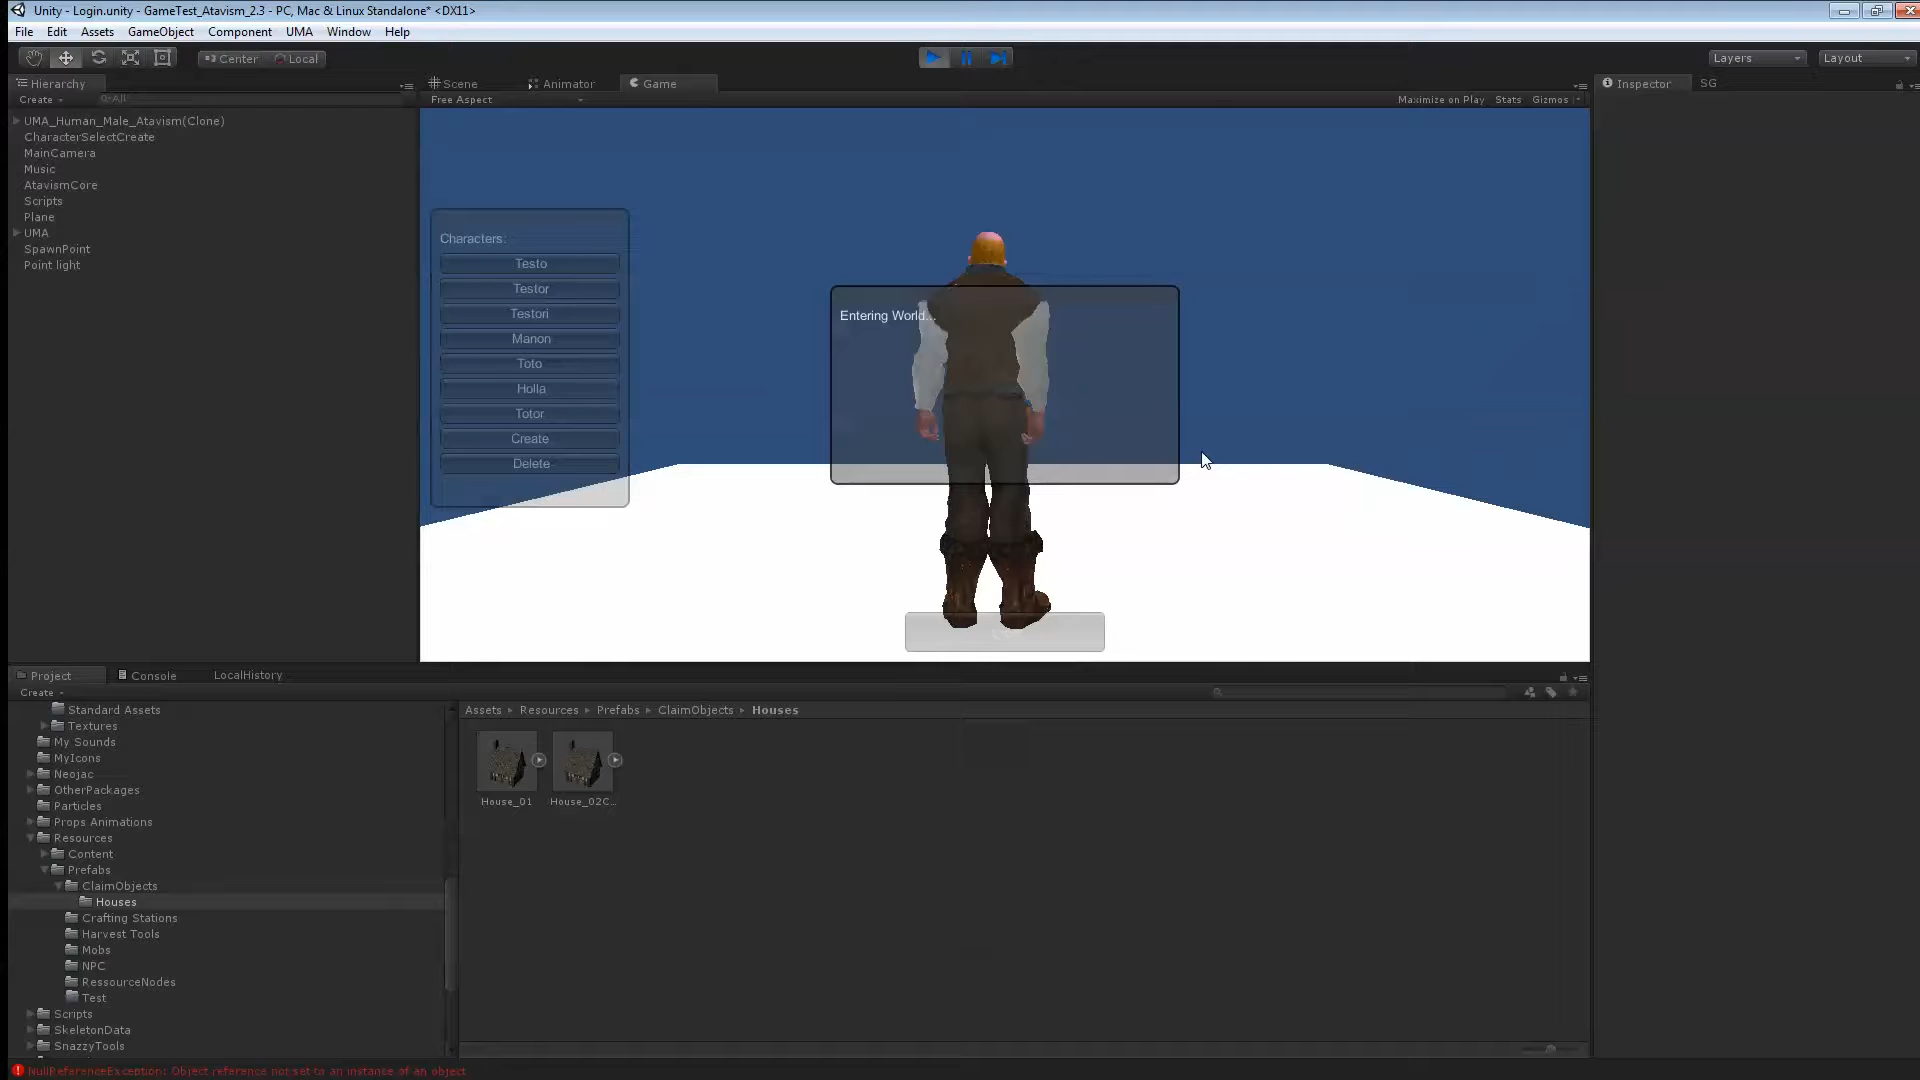 Unity - Login.unity - GameTest_Atavism_2.3 - PC, Mac & Linux Standalone* <DX11>
File Edit Assets GameObject Component UMA Window Help
Center Local Layers Layout
Hierarchy Scene Animator Game Inspector SG
Create All Free Aspect Maximize on Play Stats Gizmos
UMA_Human_Male_Atavism(Clone)
CharacterSelectCreate
MainCamera
Music
AtavismCore
Scripts
Plane
UMA
SpawnPoint
Point light
Characters:
Testo
Testor
Testori
Manon
Toto
Holla
Totor
Create
Delete
Entering World...
Project Console LocalHistory
Create
Standard Assets
Textures
My Sounds
MyIcons
Neojac
OtherPackages
Particles
Props Animations
Resources
Content
Prefabs
ClaimObjects
Houses
Crafting Stations
Harvest Tools
Mobs
NPC
RessourceNodes
Test
Scripts
SkeletonData
SnazzyTools
Assets Resources Prefabs ClaimObjects Houses
House_01 House_02C...
NullReferenceException: Object reference not set to an instance of an object